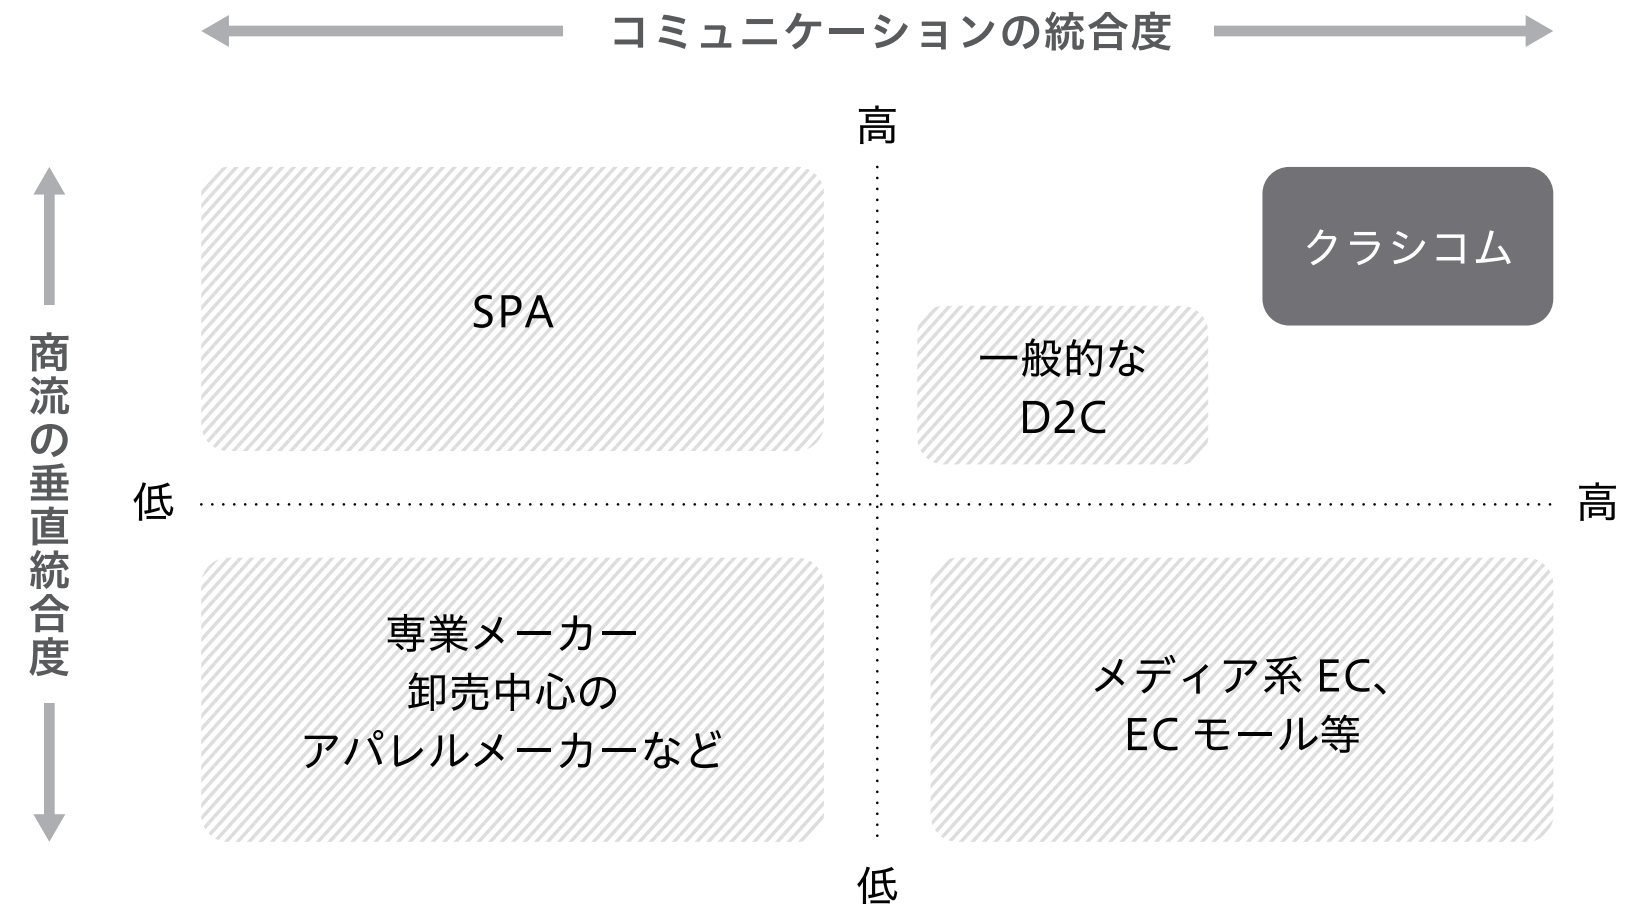 コミュニケーションの統合度
高
クラシコム
SPA
一般的な
D2C
商流の垂直統合度
低
高
専業メーカー
卸売中心の
アパレルメーカーなど
メディア系 EC、
EC モール等
低